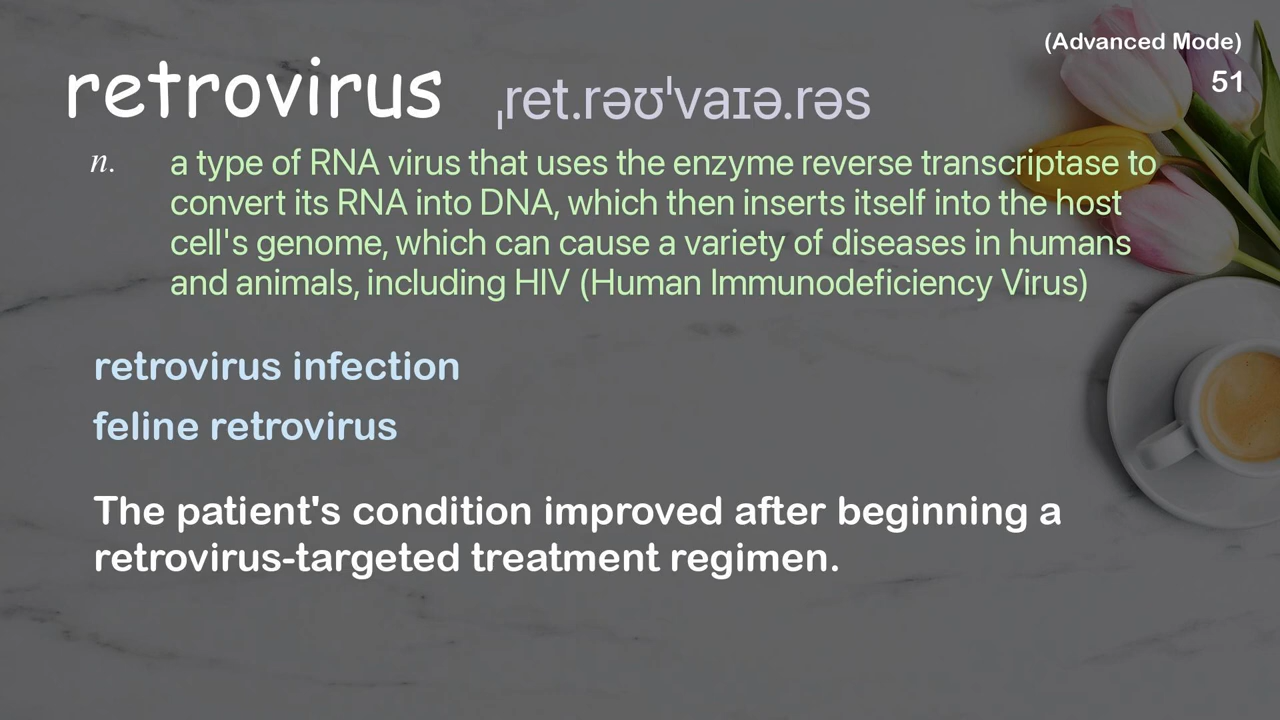 (Advanced Mode)
retrovirus ˌret.rəʊˈvaɪə.rəs
51
n. a type of RNA virus that uses the enzyme reverse transcriptase to
convert its RNA into DNA, which then inserts itself into the host
cell's genome, which can cause a variety of diseases in humans
and animals, including HIV (Human Immunodeficiency Virus)
retrovirus infection
feline retrovirus
The patient's condition improved after beginning a
retrovirus-targeted treatment regimen.